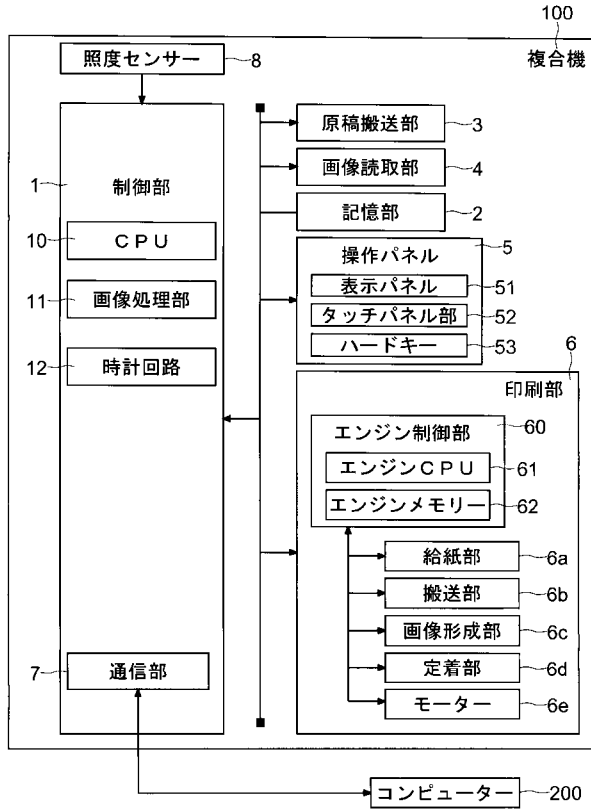 100
複合機
照度センサー
8
1
制御部
10
CPU
11
画像処理部
12
時計回路
7
通信部
原稿搬送部
3
画像読取部
4
記憶部
2
5
操作パネル
表示パネル
51
タッチパネル部
52
ハードキー
53
6
印刷部
エンジン制御部
60
エンジンCPU
61
エンジンメモリー
62
給紙部
6a
搬送部
6b
画像形成部
6c
定着部
6d
モーター
6e
コンピューター
200